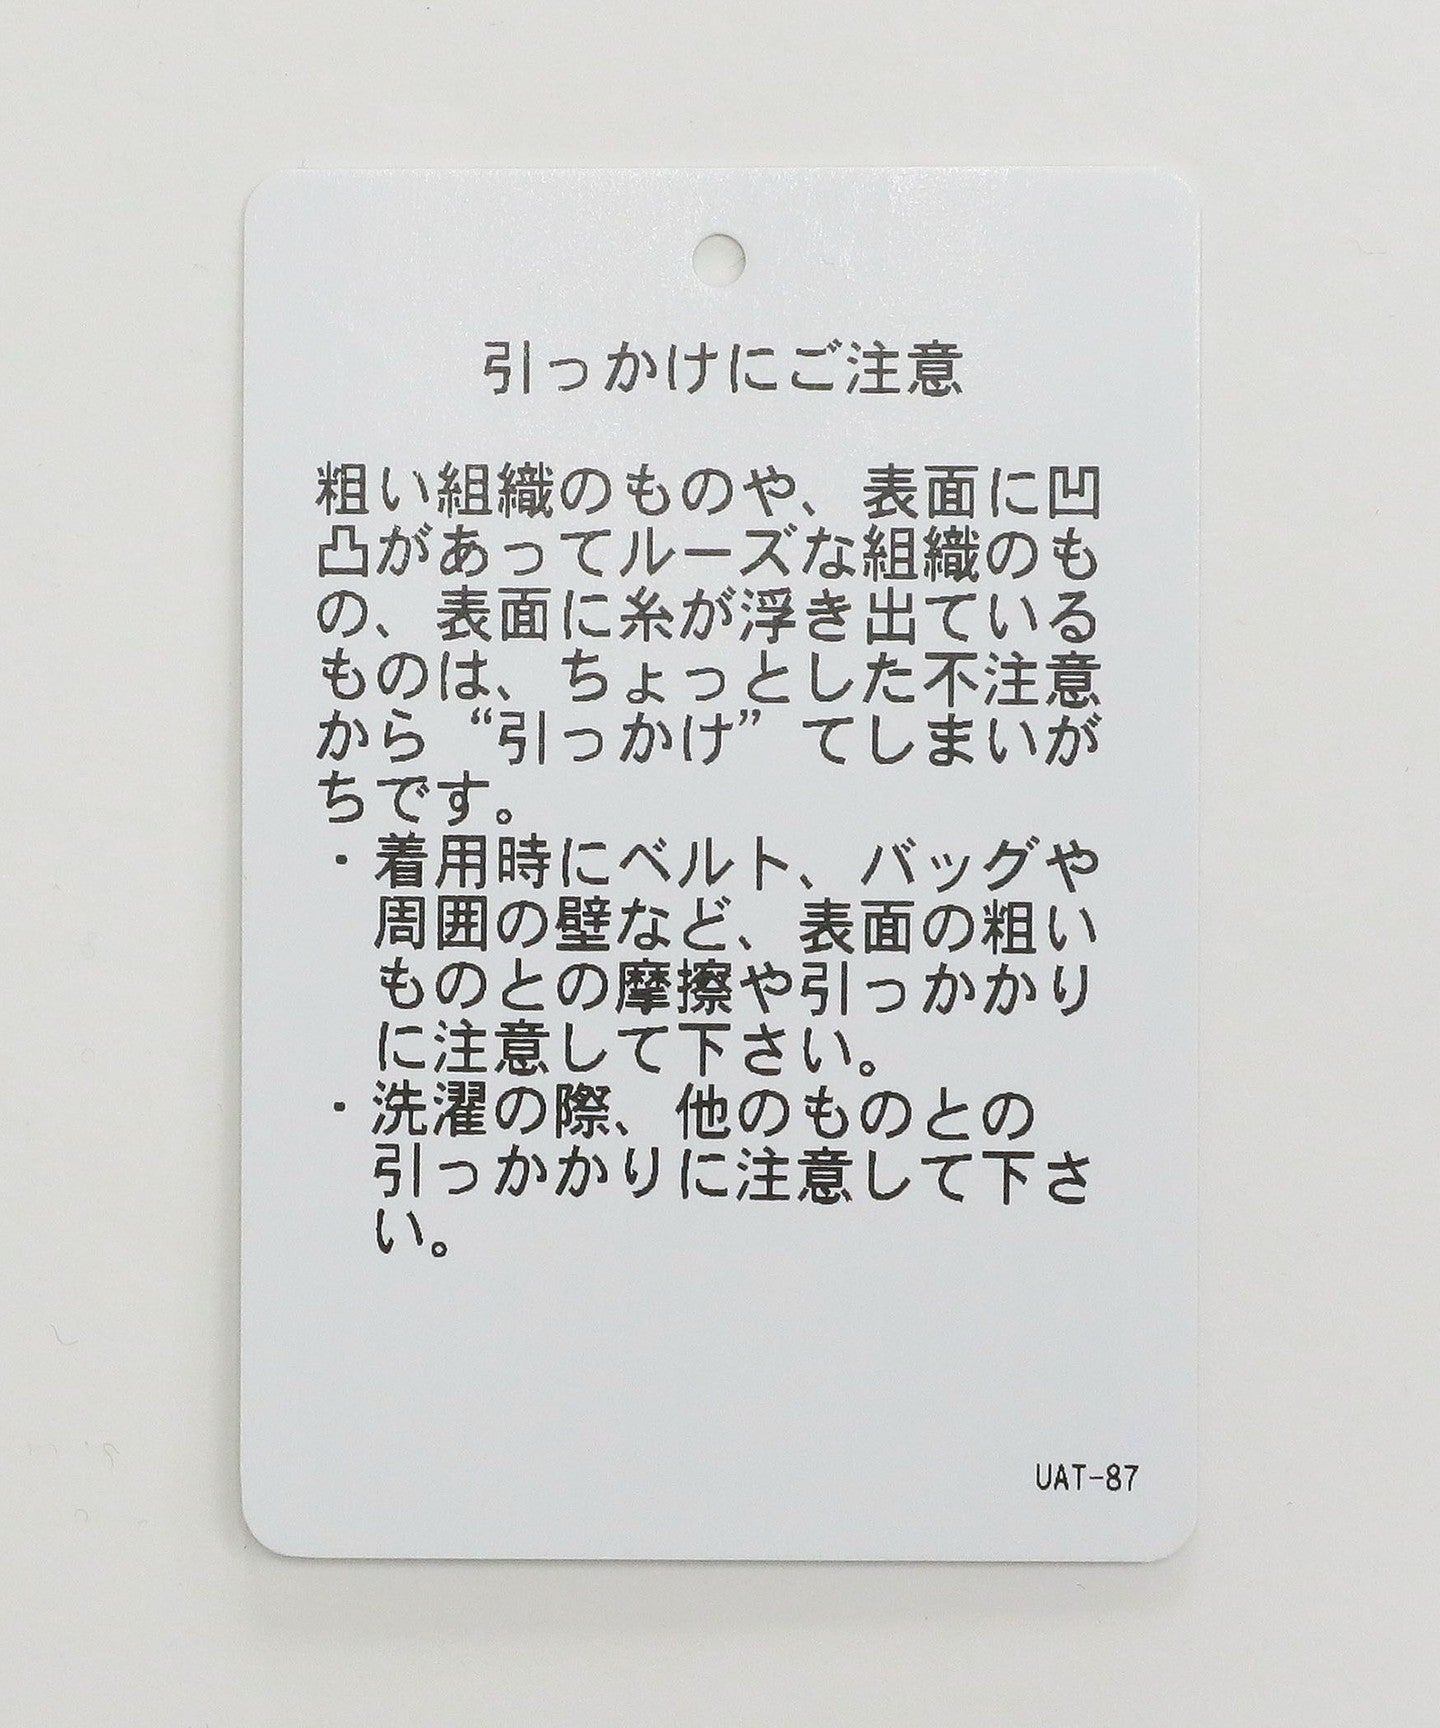 引っかけにご注意
粗い組織のものや、表面に凹
凸があってルーズな組織のも
の、表面に糸が浮き出ている
ものは、ちょっとした不注意
から“引っかけ”てしまいが
ちです。
・着用時にベルト、バッグや
周囲の壁など、表面の粗い
ものとの摩擦や引っかかり
に注意して下さい。
・洗濯の際、他のものとの
引っかかりに注意して下さ
い。
UAT-87